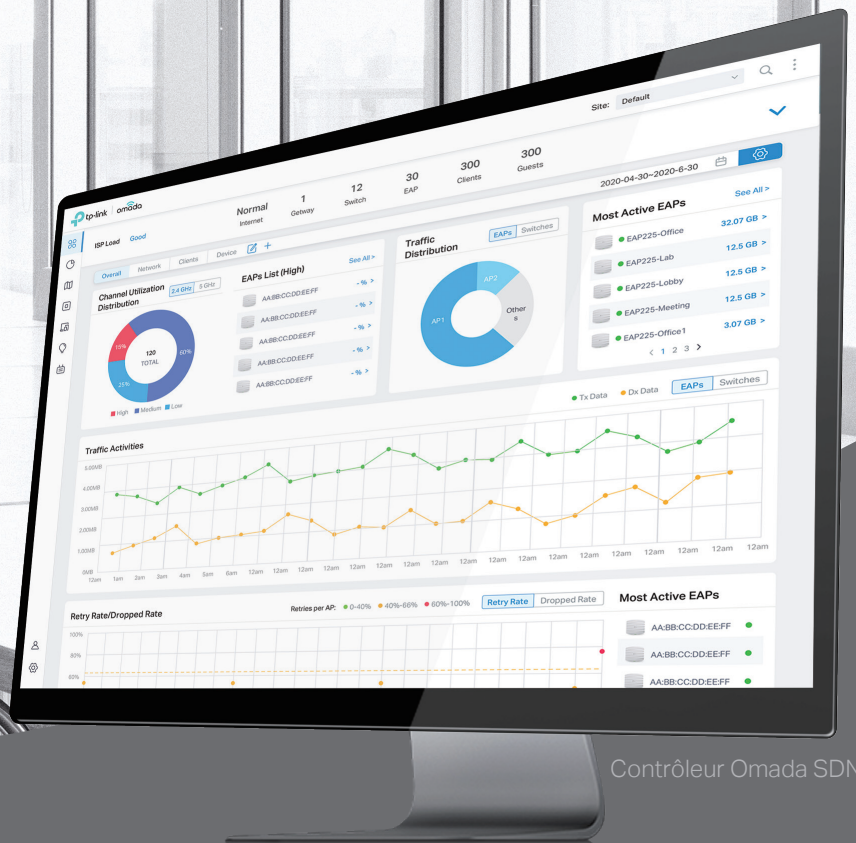 Site: Default
tp-link omada
Normal
Internet
1
Getway
12
Switch
30
EAP
300
Clients
300
Guests
ISP Load Good
2020-04-30~2020-6-30
Overall Network Clients Device
Channel Utilization
Distribution
2.4 GHz 5 GHz
15%
60%
25%
120
TOTAL
High Medium Low
EAPs List (High)
See All >
AA:BB:CC:DD:EE:FF - % >
AA:BB:CC:DD:EE:FF - % >
AA:BB:CC:DD:EE:FF - % >
AA:BB:CC:DD:EE:FF - % >
AA:BB:CC:DD:EE:FF - % >
Traffic
Distribution
EAPs Switches
AP1
AP2
Other
s
Most Active EAPs
See All >
EAP225-Office 32.07 GB >
EAP225-Lab 12.5 GB >
EAP225-Lobby 12.5 GB >
EAP225-Meeting 12.5 GB >
EAP225-Office1 3.07 GB >
< 1 2 3 >
Traffic Activities
Tx Data Dx Data EAPs Switches
5.00MB
4.00MB
3.00MB
2.00MB
1.00MB
0MB
12am 1am 2am 3am 4am 5am 6am 12am 12am 12am 12am 12am 12am 12am 12am 12am 12am 12am 12am 12am 12am
Retry Rate/Dropped Rate
Retries per AP: 0-40% 40%-66% 60%-100%
Retry Rate Dropped Rate
100%
80%
60%
Most Active EAPs
AA:BB:CC:DD:EE:FF
AA:BB:CC:DD:EE:FF
AA:BB:CC:DD:EE:FF
Contrôleur Omada SDN